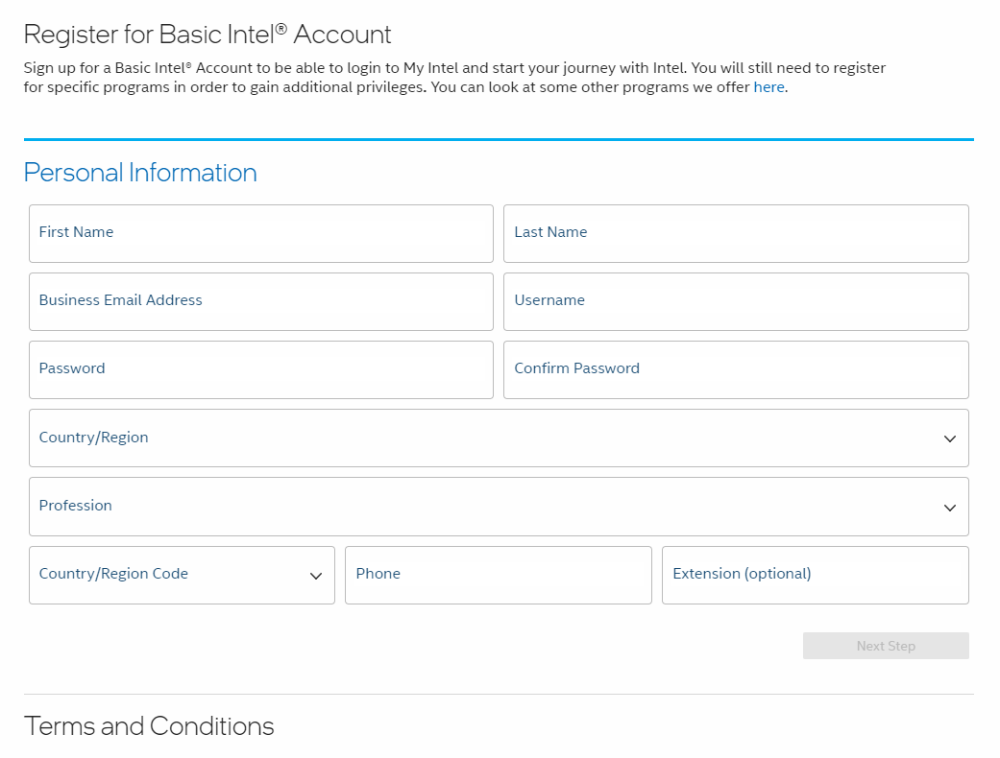 Register for Basic Intel® Account
Sign up for a Basic Intel® Account to be able to login to My Intel and start your journey with Intel. You will still need to register
for specific programs in order to gain additional privileges. You can look at some other programs we offer here.
Personal Information
First Name
Last Name
Business Email Address
Username
Password
Confirm Password
Country/Region
Profession
Country/Region Code
Phone
Extension (optional)
Next Step
Terms and Conditions